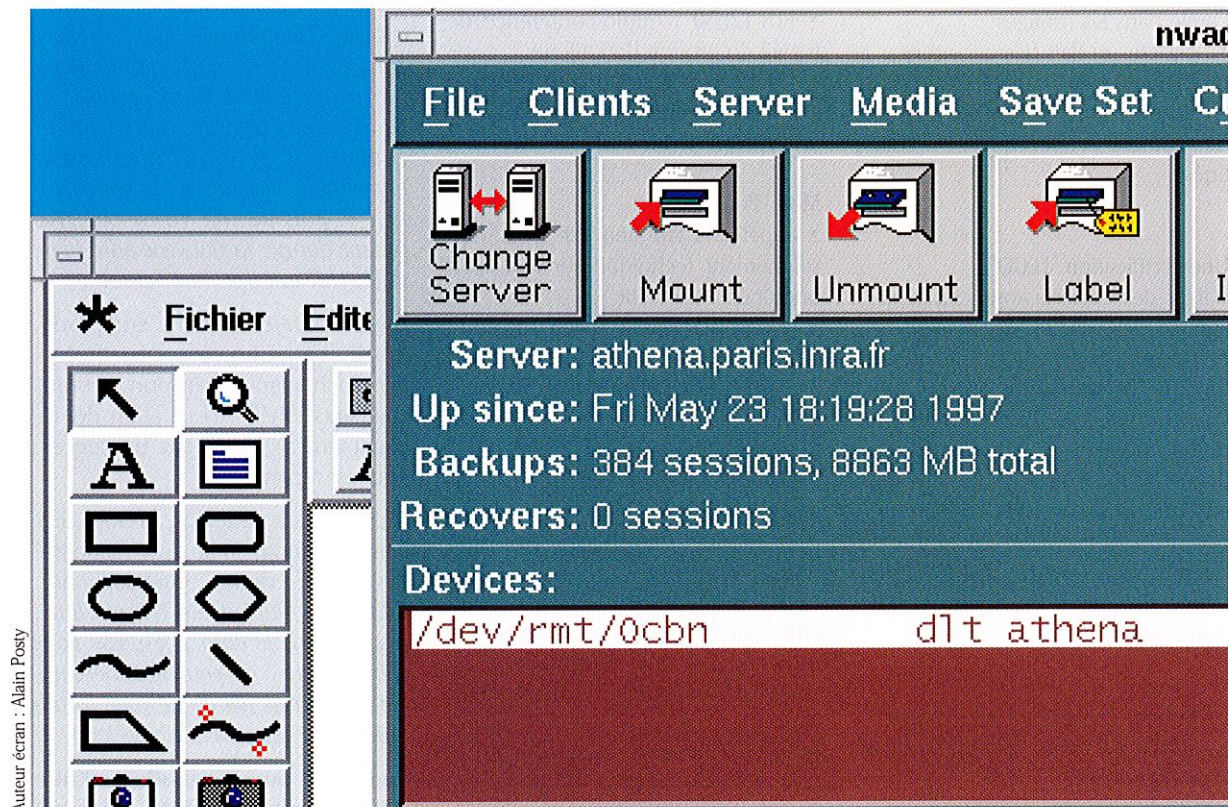 nwad
File Clients Server Media Save Set
Change
Server
Mount
Unmount
Label
Fichier Edite
Server: athena.paris.inra.fr
Up since: Fri May 23 18:19:28 1997
Backups: 384 sessions, 8863 MB total
Recovers: 0 sessions
Devices:
/dev/rmt/0cbn dlt athena
A
Auteur écran : Alain Posty